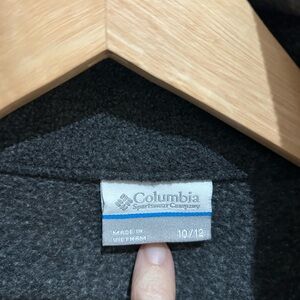 Columbia
Sportswear Company
MADE IN
VIETNAM 10/12